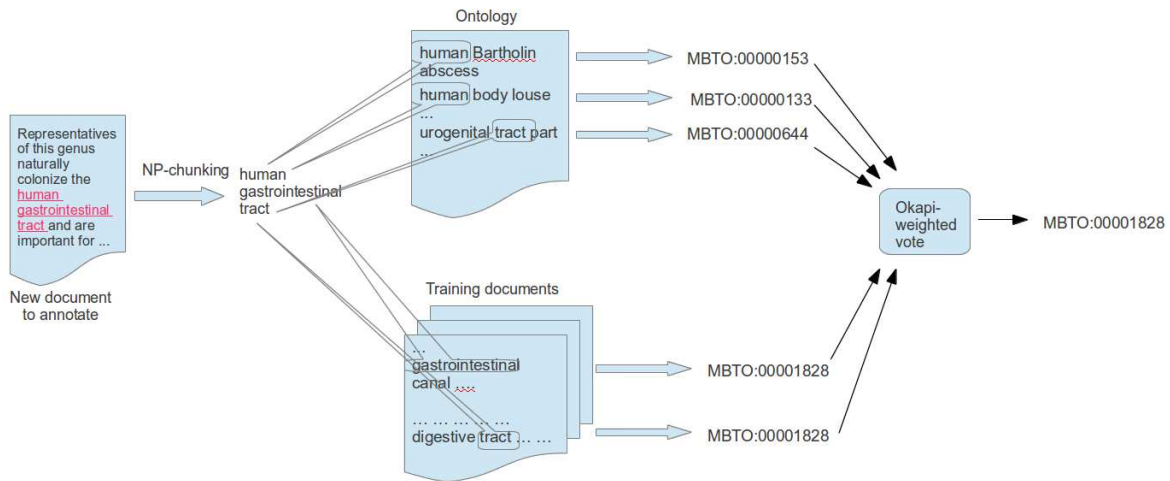 Representatives
of this genus
naturally
colonize the
human
gastrointestinal
tract and are
important for ...
New document
to annotate
NP-chunking
human
gastrointestinal
tract
Ontology
human Bartholin
abscess
human body louse
...
urogenital tract part
...
MBTO:00000153
MBTO:00000133
MBTO:00000644
Training documents
...
gastrointestinal
canal ....
... ... ... ... ...
digestive tract ... ...
MBTO:00001828
MBTO:00001828
Okapi-
weighted
vote
MBTO:00001828